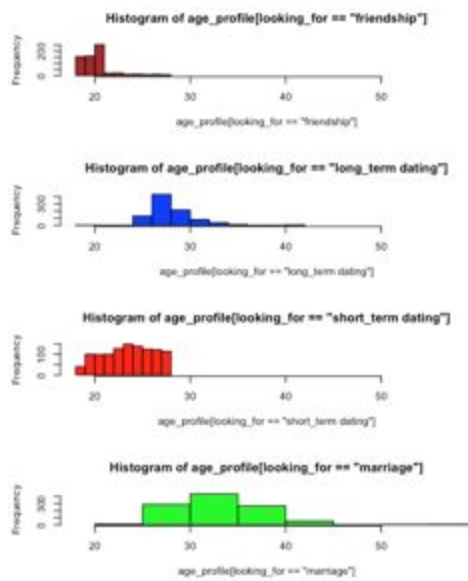 Histogram of age_profile[looking_for == "friendship"]
Frequency
0 200
20 30 40 50
age_profile[looking_for == "friendship"]
Histogram of age_profile[looking_for == "long_term dating]
Frequency
0 300
20 30 40 50
age_profile[looking_for == "long_term dating"]
Histogram of age_profile[looking_for == "short_term dating]
Frequency
0 100
20 30 40 50
age_profile[looking_for == "short_term dating"]
Histogram of age_profile[looking_for == "marriage"]
Frequency
0 300
20 30 40 50
age_profile[looking_for == "marriage"]